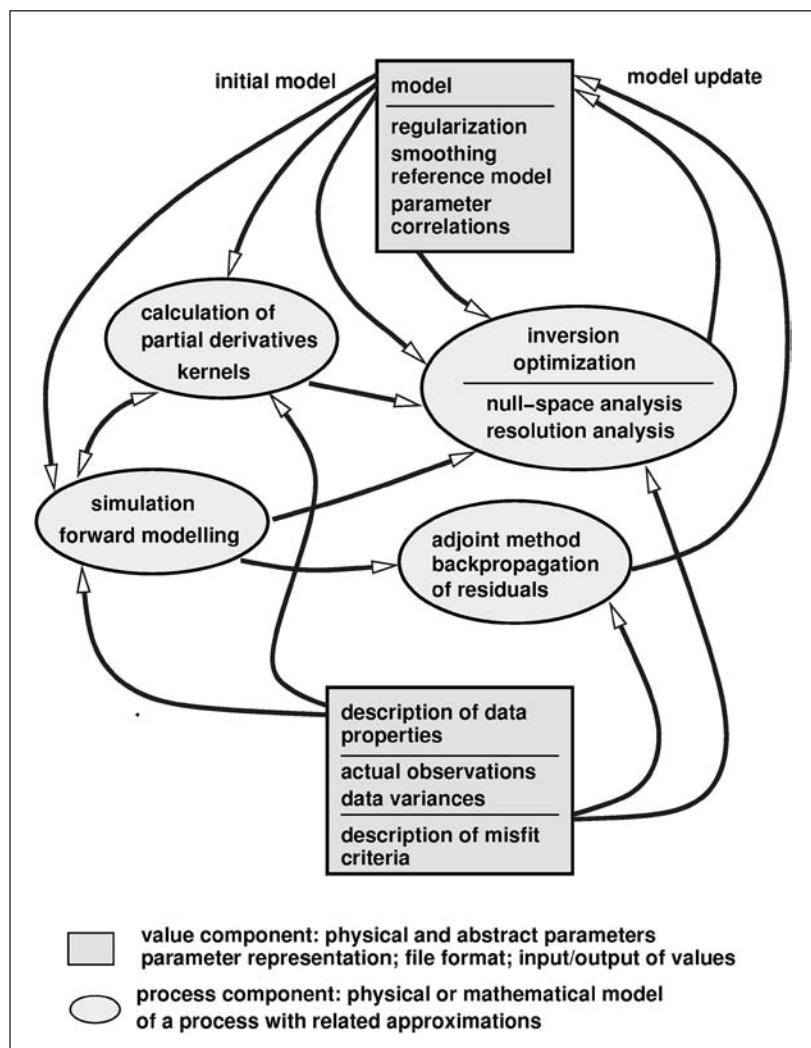 initial model
model
model update
regularization
smoothing
reference model
parameter
correlations
calculation of
partial derivatives
kernels
inversion
optimization
null-space analysis
resolution analysis
simulation
forward modelling
adjoint method
backpropagation
of residuals
description of data
properties
actual observations
data variances
description of misfit
criteria
value component: physical and abstract parameters
parameter representation; file format; input/output of values
process component: physical or mathematical model
of a process with related approximations